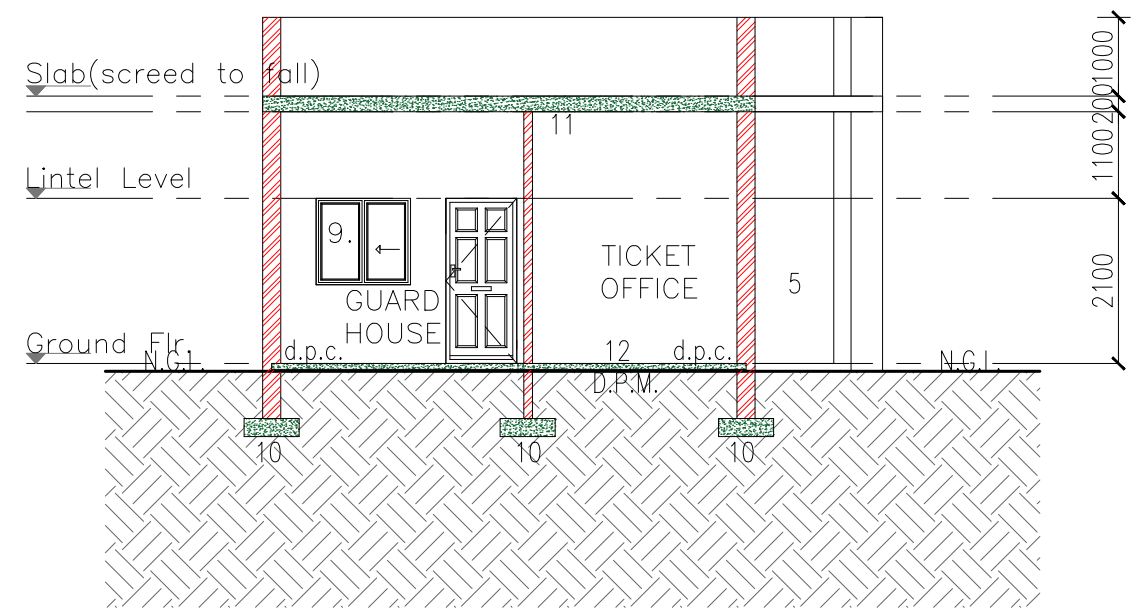 Slab(screed to fall)
1000
200
11
1100
Lintel Level
9.
TICKET
OFFICE
5
2100
GUARD
HOUSE
Ground Flr.
N.G.L.
d.p.c.
12
d.p.c.
N.G.L.
D.P.M.
10
10
10